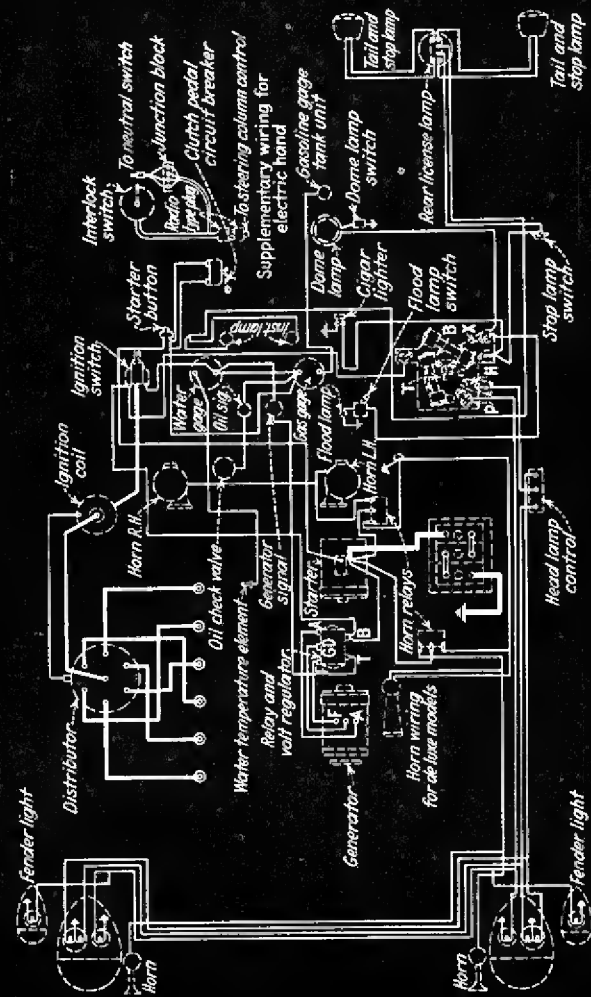 Fender light
Horn
Distributor
Ignition
coil
Horn R.H.
Oil check valve
Water temperature element
Generator
signal
Relay and
volt regulator
Generator
Starter
Horn relays
Horn wiring
for de luxe models
Ignition
switch
Starter
button
Water
gage
Oil sig.
Gas gage
Flood lamp
Horn L.H.
Inst lamp
Interlock
switch
To neutral switch
Junction block
Clutch pedal
circuit breaker
To steering column control
Supplementary wiring for
electric hand
Gasoline gage
tank unit
Dome lamp
switch
Dome
lamp
Cigar
lighter
Flood
lamp
switch
Tail and
stop lamp
Rear license lamp
Tail and
stop lamp
Stop lamp
switch
Head lamp
control
Horn
Fender light
A
F
A
GD
B
T
B
X
P
H